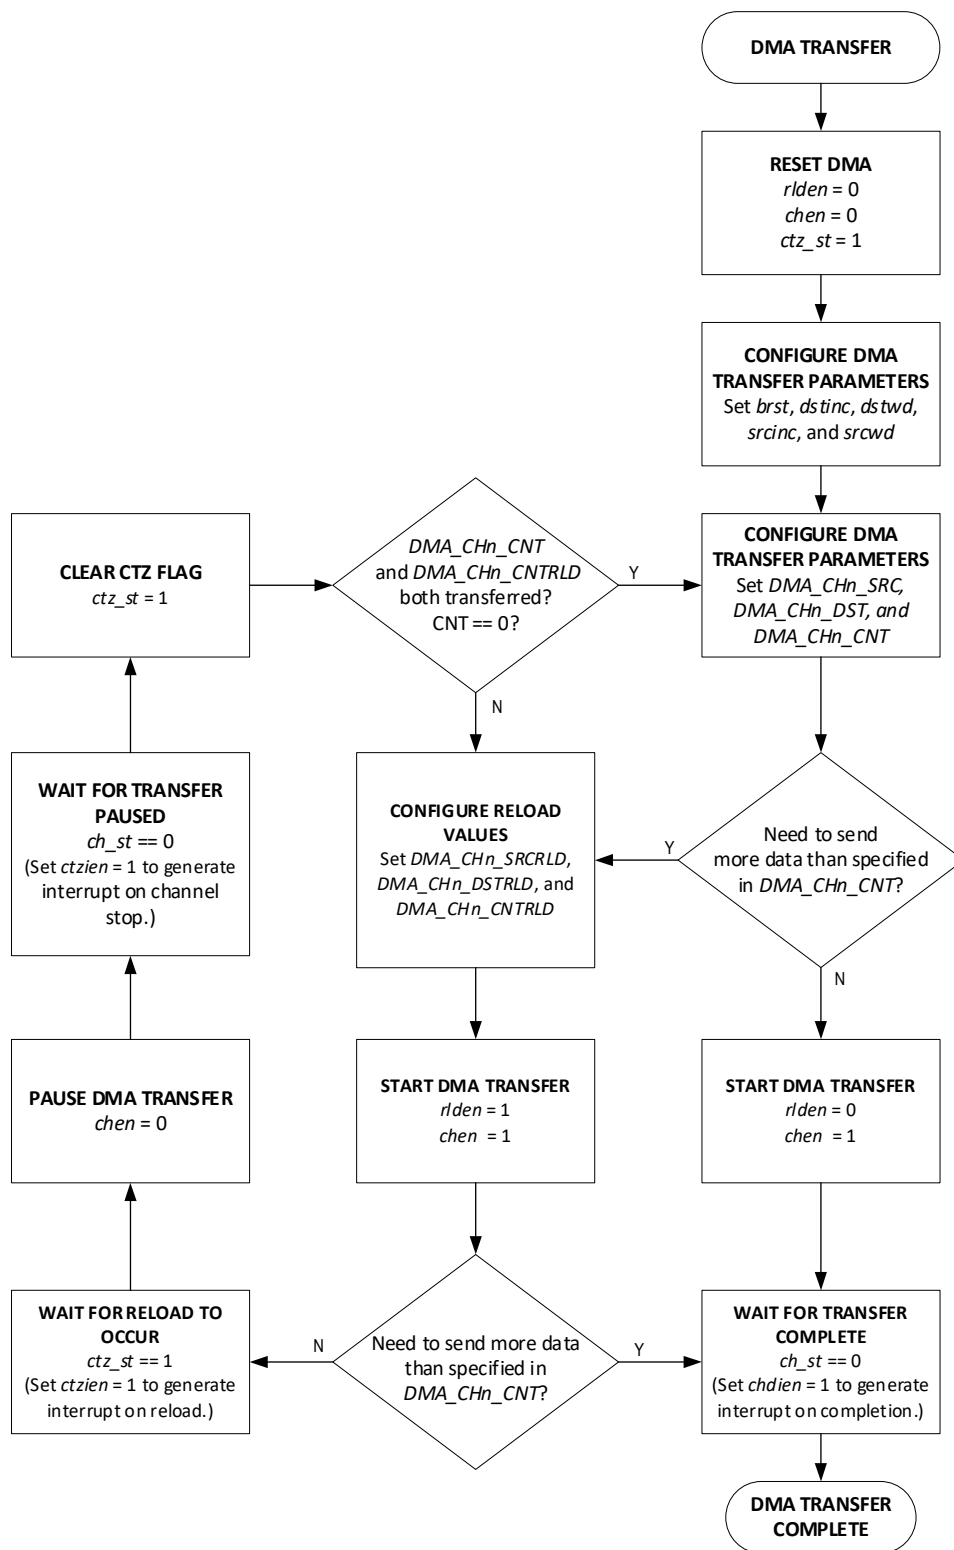 DMA TRANSFER
RESET DMA
rlden = 0
chen = 0
ctz_st = 1
CONFIGURE DMA
TRANSFER PARAMETERS
Set brst, dstinc, dstwd,
srcinc, and srcwd
CLEAR CTZ FLAG
ctz_st = 1
DMA_CHn_CNT
and DMA_CHn_CNTRLD
both transferred?
CNT == 0?
Y
N
CONFIGURE DMA
TRANSFER PARAMETERS
Set DMA_CHn_SRC,
DMA_CHn_DST, and
DMA_CHn_CNT
WAIT FOR TRANSFER
PAUSED
ch_st == 0
(Set ctzien = 1 to generate
interrupt on channel
stop.)
CONFIGURE RELOAD
VALUES
Set DMA_CHn_SRCRLD,
DMA_CHn_DSTRLD, and
DMA_CHn_CNTRLD
Y
Need to send
more data than specified
in DMA_CHn_CNT?
N
PAUSE DMA TRANSFER
chen = 0
START DMA TRANSFER
rlden = 1
chen = 1
START DMA TRANSFER
rlden = 0
chen = 1
WAIT FOR RELOAD TO
OCCUR
ctz_st == 1
(Set ctzien = 1 to generate
interrupt on reload.)
N
Need to send more data
than specified in
DMA_CHn_CNT?
Y
WAIT FOR TRANSFER
COMPLETE
ch_st == 0
(Set chdien = 1 to generate
interrupt on completion.)
DMA TRANSFER
COMPLETE